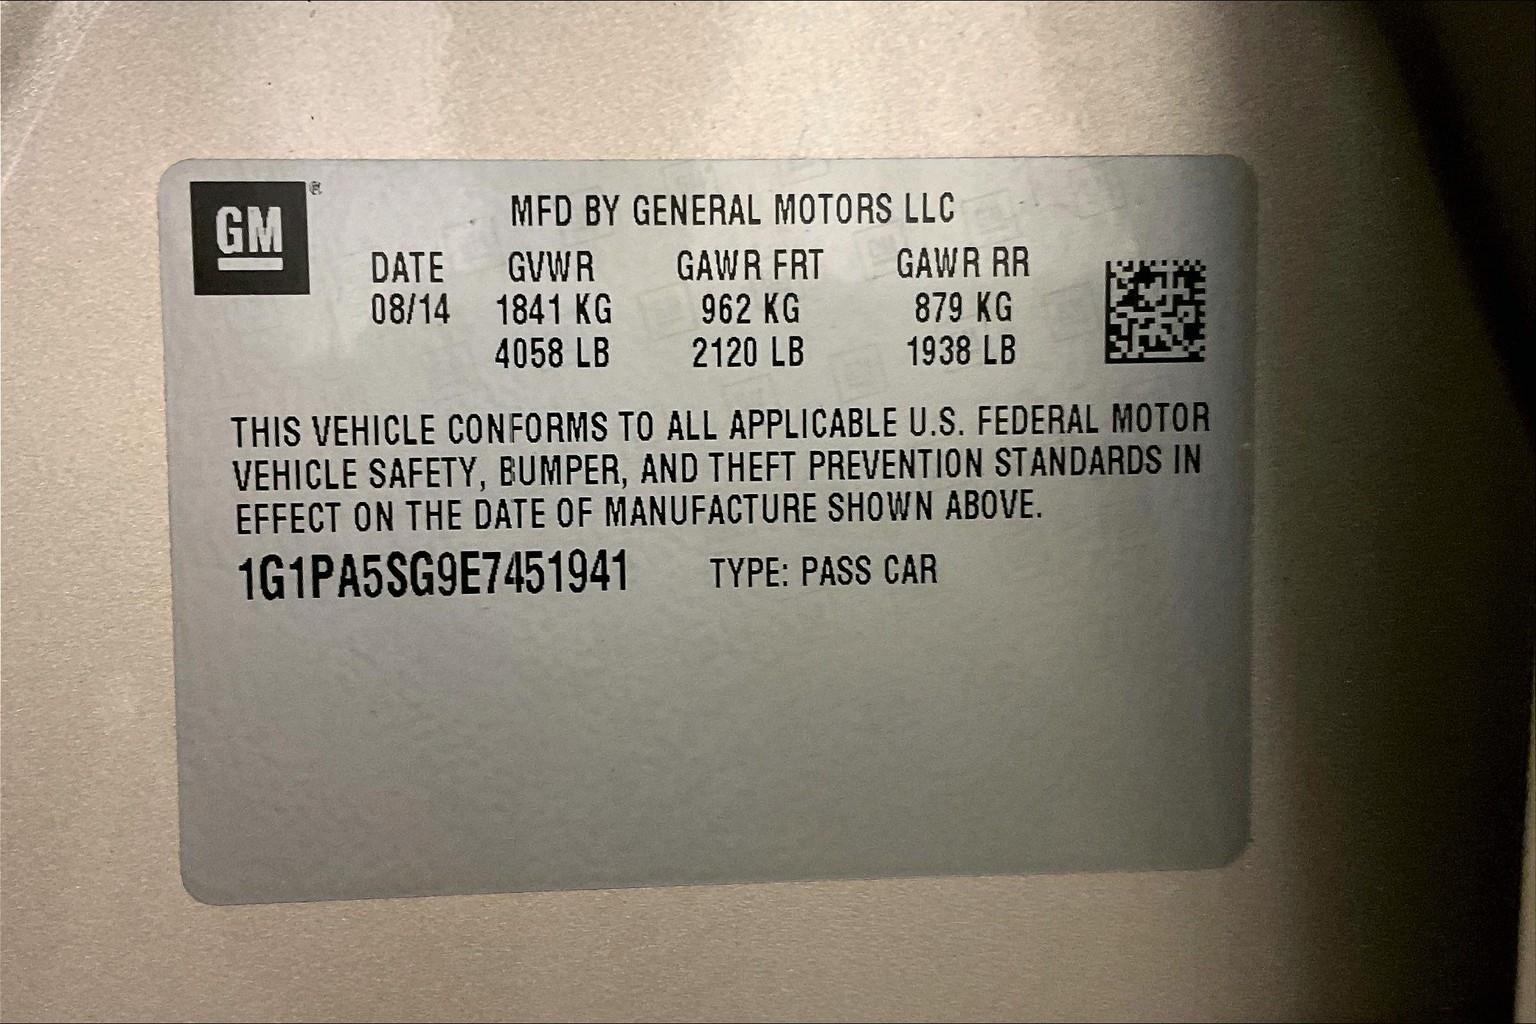 GM ®
MFD BY GENERAL MOTORS LLC
DATE GVWR GAWR FRT GAWR RR
08/14 1841 KG 962 KG 879 KG
4058 LB 2120 LB 1938 LB
THIS VEHICLE CONFORMS TO ALL APPLICABLE U.S. FEDERAL MOTOR
VEHICLE SAFETY, BUMPER, AND THEFT PREVENTION STANDARDS IN
EFFECT ON THE DATE OF MANUFACTURE SHOWN ABOVE.
1G1PA5SG9E7451941 TYPE: PASS CAR